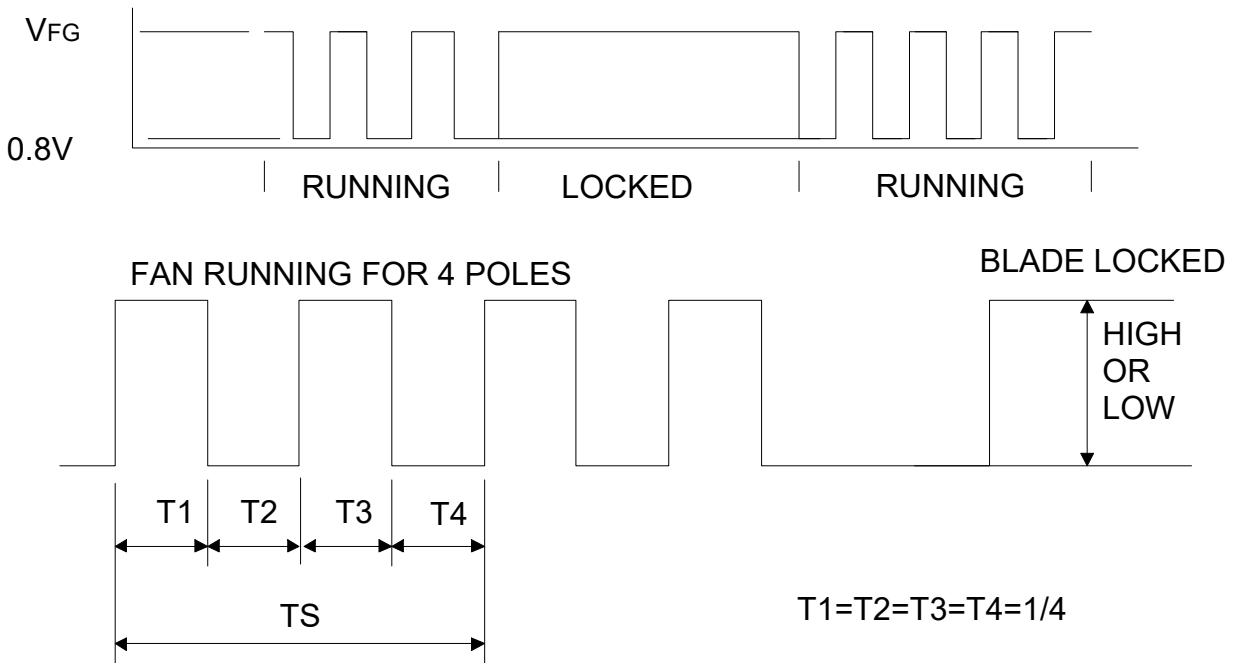 VFG
0.8V
RUNNING LOCKED RUNNING
FAN RUNNING FOR 4 POLES
BLADE LOCKED
HIGH
OR
LOW
T1 T2 T3 T4
TS
T1=T2=T3=T4=1/4